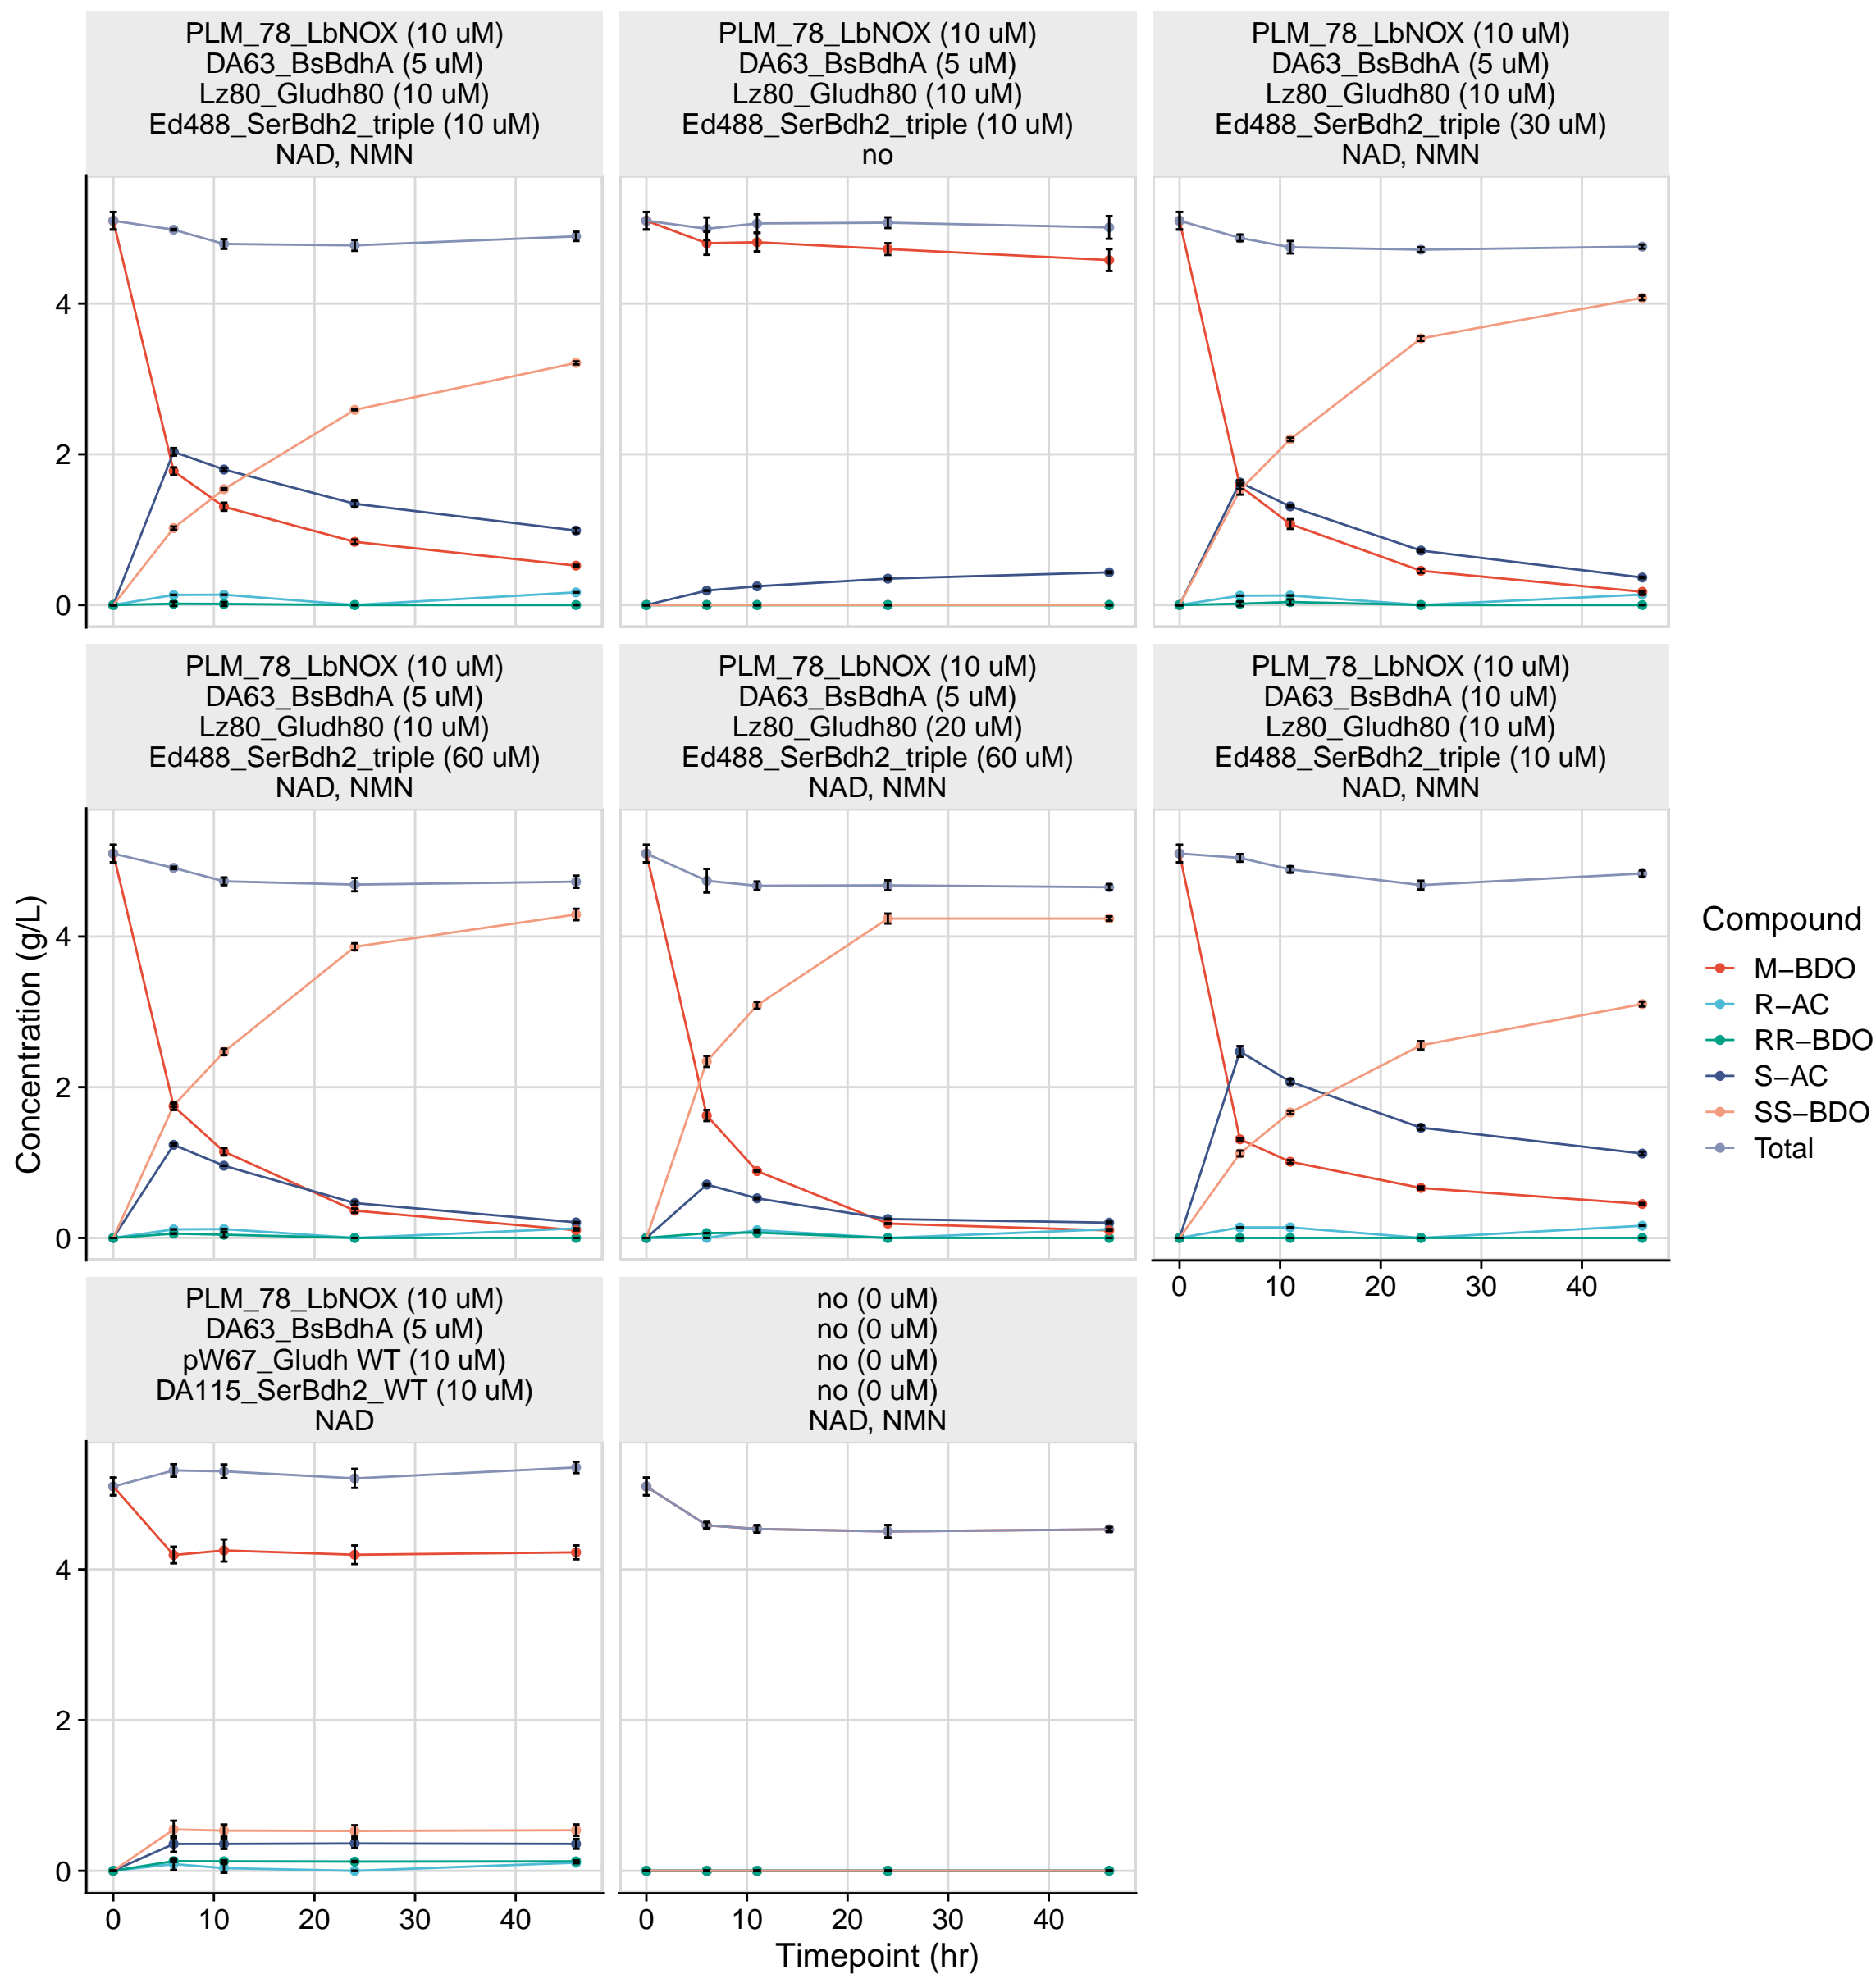 PLM_78_LbNOX (10 uM)
DA63_BsBdhA (5 uM)
Lz80_Gludh80 (10 uM)
Ed488_SerBdh2_triple (10 uM)
NAD, NMN
PLM_78_LbNOX (10 uM)
DA63_BsBdhA (5 uM)
Lz80_Gludh80 (10 uM)
Ed488_SerBdh2_triple (10 uM)
no
PLM_78_LbNOX (10 uM)
DA63_BsBdhA (5 uM)
Lz80_Gludh80 (10 uM)
Ed488_SerBdh2_triple (30 uM)
NAD, NMN
4
2
0
PLM_78_LbNOX (10 uM)
DA63_BsBdhA (5 uM)
Lz80_Gludh80 (10 uM)
Ed488_SerBdh2_triple (60 uM)
NAD, NMN
PLM_78_LbNOX (10 uM)
DA63_BsBdhA (5 uM)
Lz80_Gludh80 (20 uM)
Ed488_SerBdh2_triple (60 uM)
NAD, NMN
PLM_78_LbNOX (10 uM)
DA63_BsBdhA (10 uM)
Lz80_Gludh80 (10 uM)
Ed488_SerBdh2_triple (10 uM)
NAD, NMN
4
2
0
0 10 20 30 40
PLM_78_LbNOX (10 uM)
DA63_BsBdhA (5 uM)
pW67_Gludh WT (10 uM)
DA115_SerBdh2_WT (10 uM)
NAD
no (0 uM)
no (0 uM)
no (0 uM)
no (0 uM)
NAD, NMN
4
2
0
0 10 20 30 40
0 10 20 30 40
Timepoint (hr)
Concentration (g/L)
Compound
M−BDO
R−AC
RR−BDO
S−AC
SS−BDO
Total